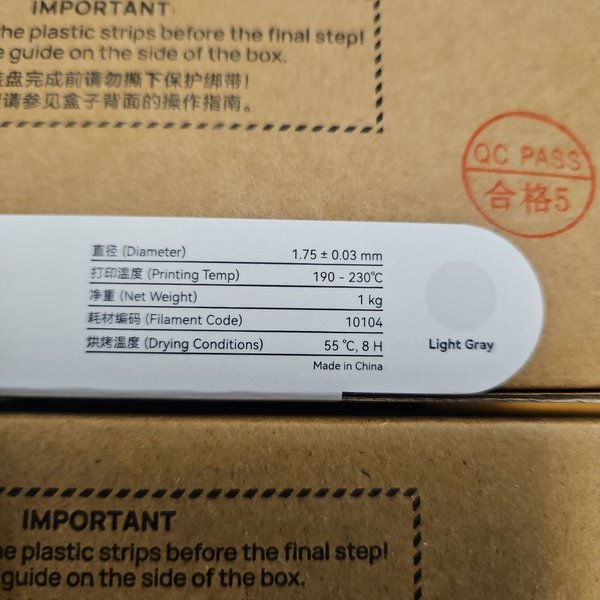 IMPORTANT
he plastic strips before the final step!
e guide on the side of the box.
盘完成前请勿撕下保护绑带!
请参见盒子背面的操作指南。
QC PASS
合格5
直径 (Diameter) 1.75 ± 0.03 mm
打印温度 (Printing Temp) 190 - 230℃
净重 (Net Weight) 1 kg
耗材编码 (Filament Code) 10104
烘烤温度 (Drying Conditions) 55 ℃, 8 H
Made in China
Light Gray
IMPORTANT
he plastic strips before the final step!
guide on the side of the box.